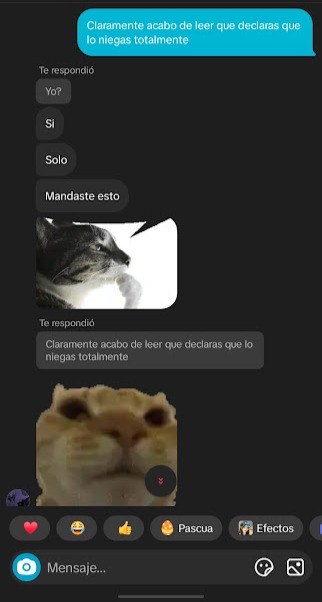 Claramente acabo de leer que declaras que
lo niegas totalmente
Te respondió
Yo?
Si
Solo
Mandaste esto
Te respondió
Claramente acabo de leer que declaras que lo
niegas totalmente
Pascua
Efectos
Mensaje...